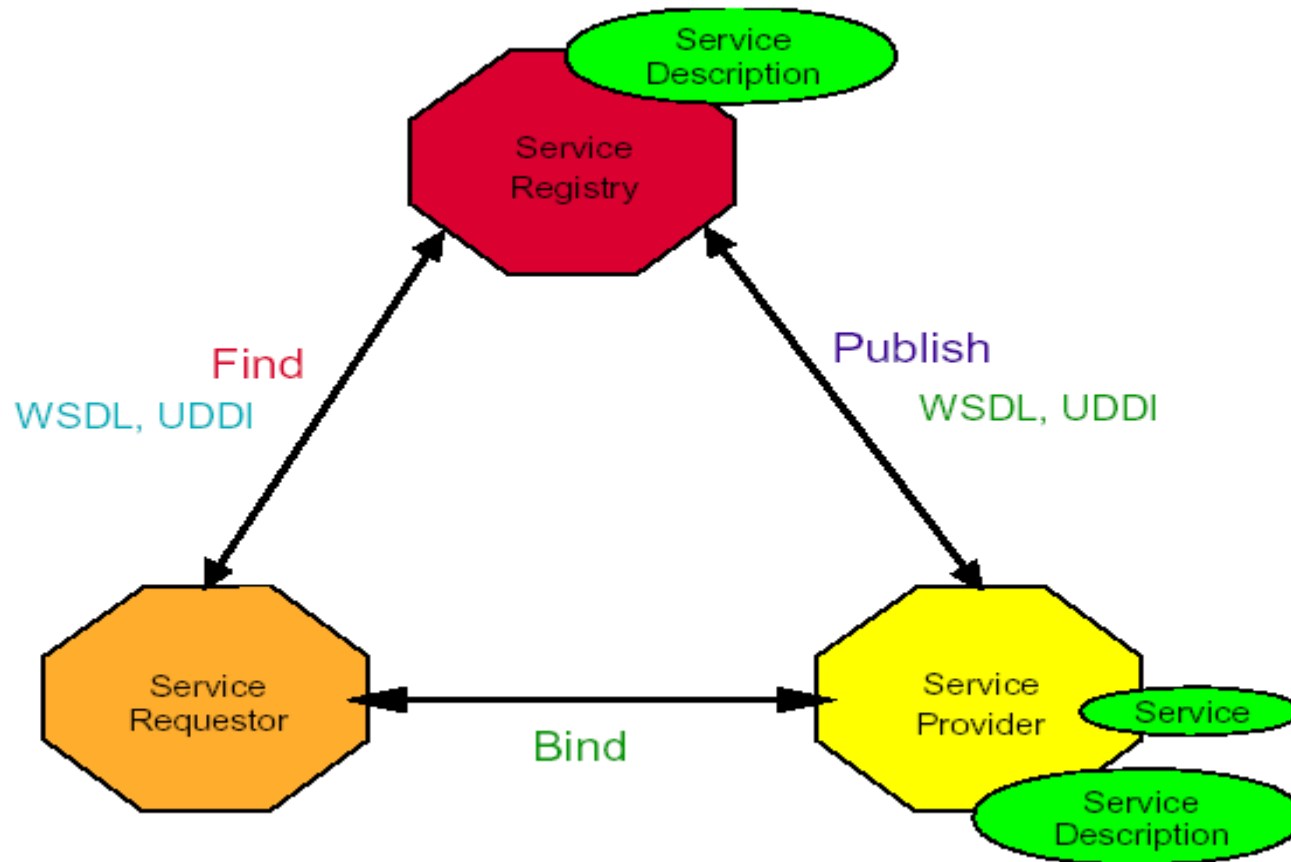 Service
Description
Service
Registry
Find
WSDL, UDDI
Publish
WSDL, UDDI
Service
Requestor
Bind
Service
Provider
Service
Service
Description